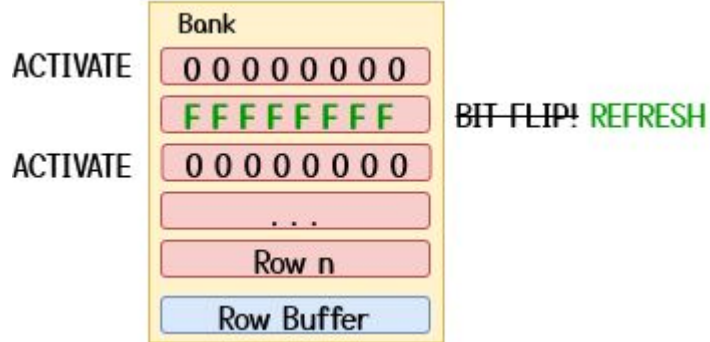 Bank
ACTIVATE 0 0 0 0 0 0 0 0
F F F F F F F F BIT FLIP! REFRESH
ACTIVATE 0 0 0 0 0 0 0 0
. . .
Row n
Row Buffer